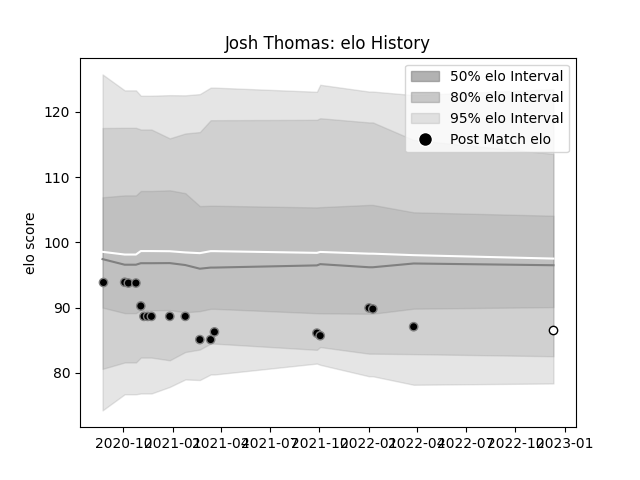 Josh Thomas: elo History
50% elo Interval
80% elo Interval
95% elo Interval
Post Match elo
elo score
120
110
100
90
80
2020-10
2021-01
2021-04
2021-07
2021-10
2022-01
2022-04
2022-07
2022-10
2023-01